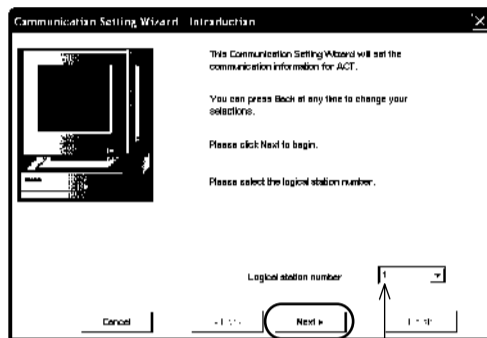 Communication Setting Wizard Introduction
This Communication Setting Wizard will set the
communication information for ACT.
You can press Back at any time to change your
selections.
Please click Next to begin.
Please select the logical station number.
Logical station number 1
Cancel Next >